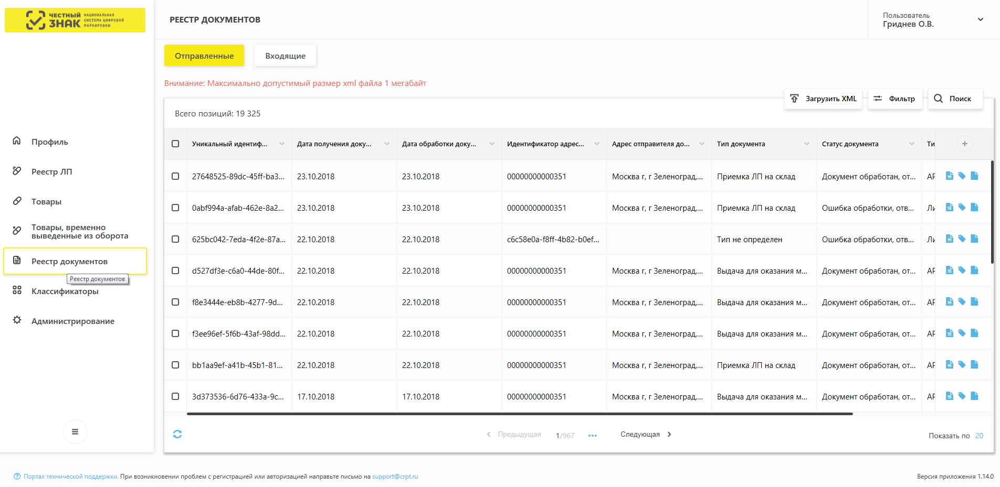 ЧЕСТНЫЙ
ЗНАК
НАЦИОНАЛЬНАЯ
СИСТЕМА ЦИФРОВОЙ
МАРКИРОВКИ
РЕЕСТР ДОКУМЕНТОВ
Пользователь
Гриднев О.В.
Отправленные
Входящие
Внимание: Максимально допустимый размер xml файла 1 мегабайт
Загрузить XML
Фильтр
Поиск
Всего позиций: 19 325
Профиль
Реестр ЛП
Товары
Товары, временно
выведенные из оборота
Реестр документов
Реестр документов
Классификаторы
Администрирование
Уникальный идентиф... Дата получения доку... Дата обработки доку... Идентификатор адрес... Адрес отправителя до... Тип документа Статус документа Ти
27648525-89dc-45ff-ba3... 23.10.2018 23.10.2018 00000000000351 Москва г, г Зеленоград,... Приемка ЛП на склад Документ обработан, от... АР
0abf994a-afab-462e-8a2... 23.10.2018 23.10.2018 00000000000351 Москва г, г Зеленоград,... Приемка ЛП на склад Ошибка обработки, отв... Ли
625bc042-7eda-4f2e-87a... 22.10.2018 22.10.2018 c6c58e0a-f8ff-4b82-b0ef... Тип не определен Ошибка обработки, отв... Ли
d527df3e-c6a0-44de-80f... 22.10.2018 22.10.2018 00000000000351 Москва г, г Зеленоград,... Выдача для оказания м... Документ обработан, от... АР
f8e3444e-eb8b-4277-9d... 22.10.2018 22.10.2018 00000000000351 Москва г, г Зеленоград,... Выдача для оказания м... Документ обработан, от... АР
f3ee96ef-5f6b-43af-98dd... 22.10.2018 22.10.2018 00000000000351 Москва г, г Зеленоград,... Выдача для оказания м... Документ обработан, от... АР
bb1aa9ef-a41b-45b1-81... 22.10.2018 22.10.2018 00000000000351 Москва г, г Зеленоград,... Приемка ЛП на склад Документ обработан, от... АР
3d373536-6d76-433a-9c... 17.10.2018 17.10.2018 00000000000351 Москва г, г Зеленоград,... Выдача для оказания м... Документ обработан, от... АР
Предыдущая 1/967 ••• Следующая
Показать по 20
Портал технической поддержки. При возникновении проблем с регистрацией или авторизацией направьте письмо на support@crpt.ru
Версия приложения 1.14.0